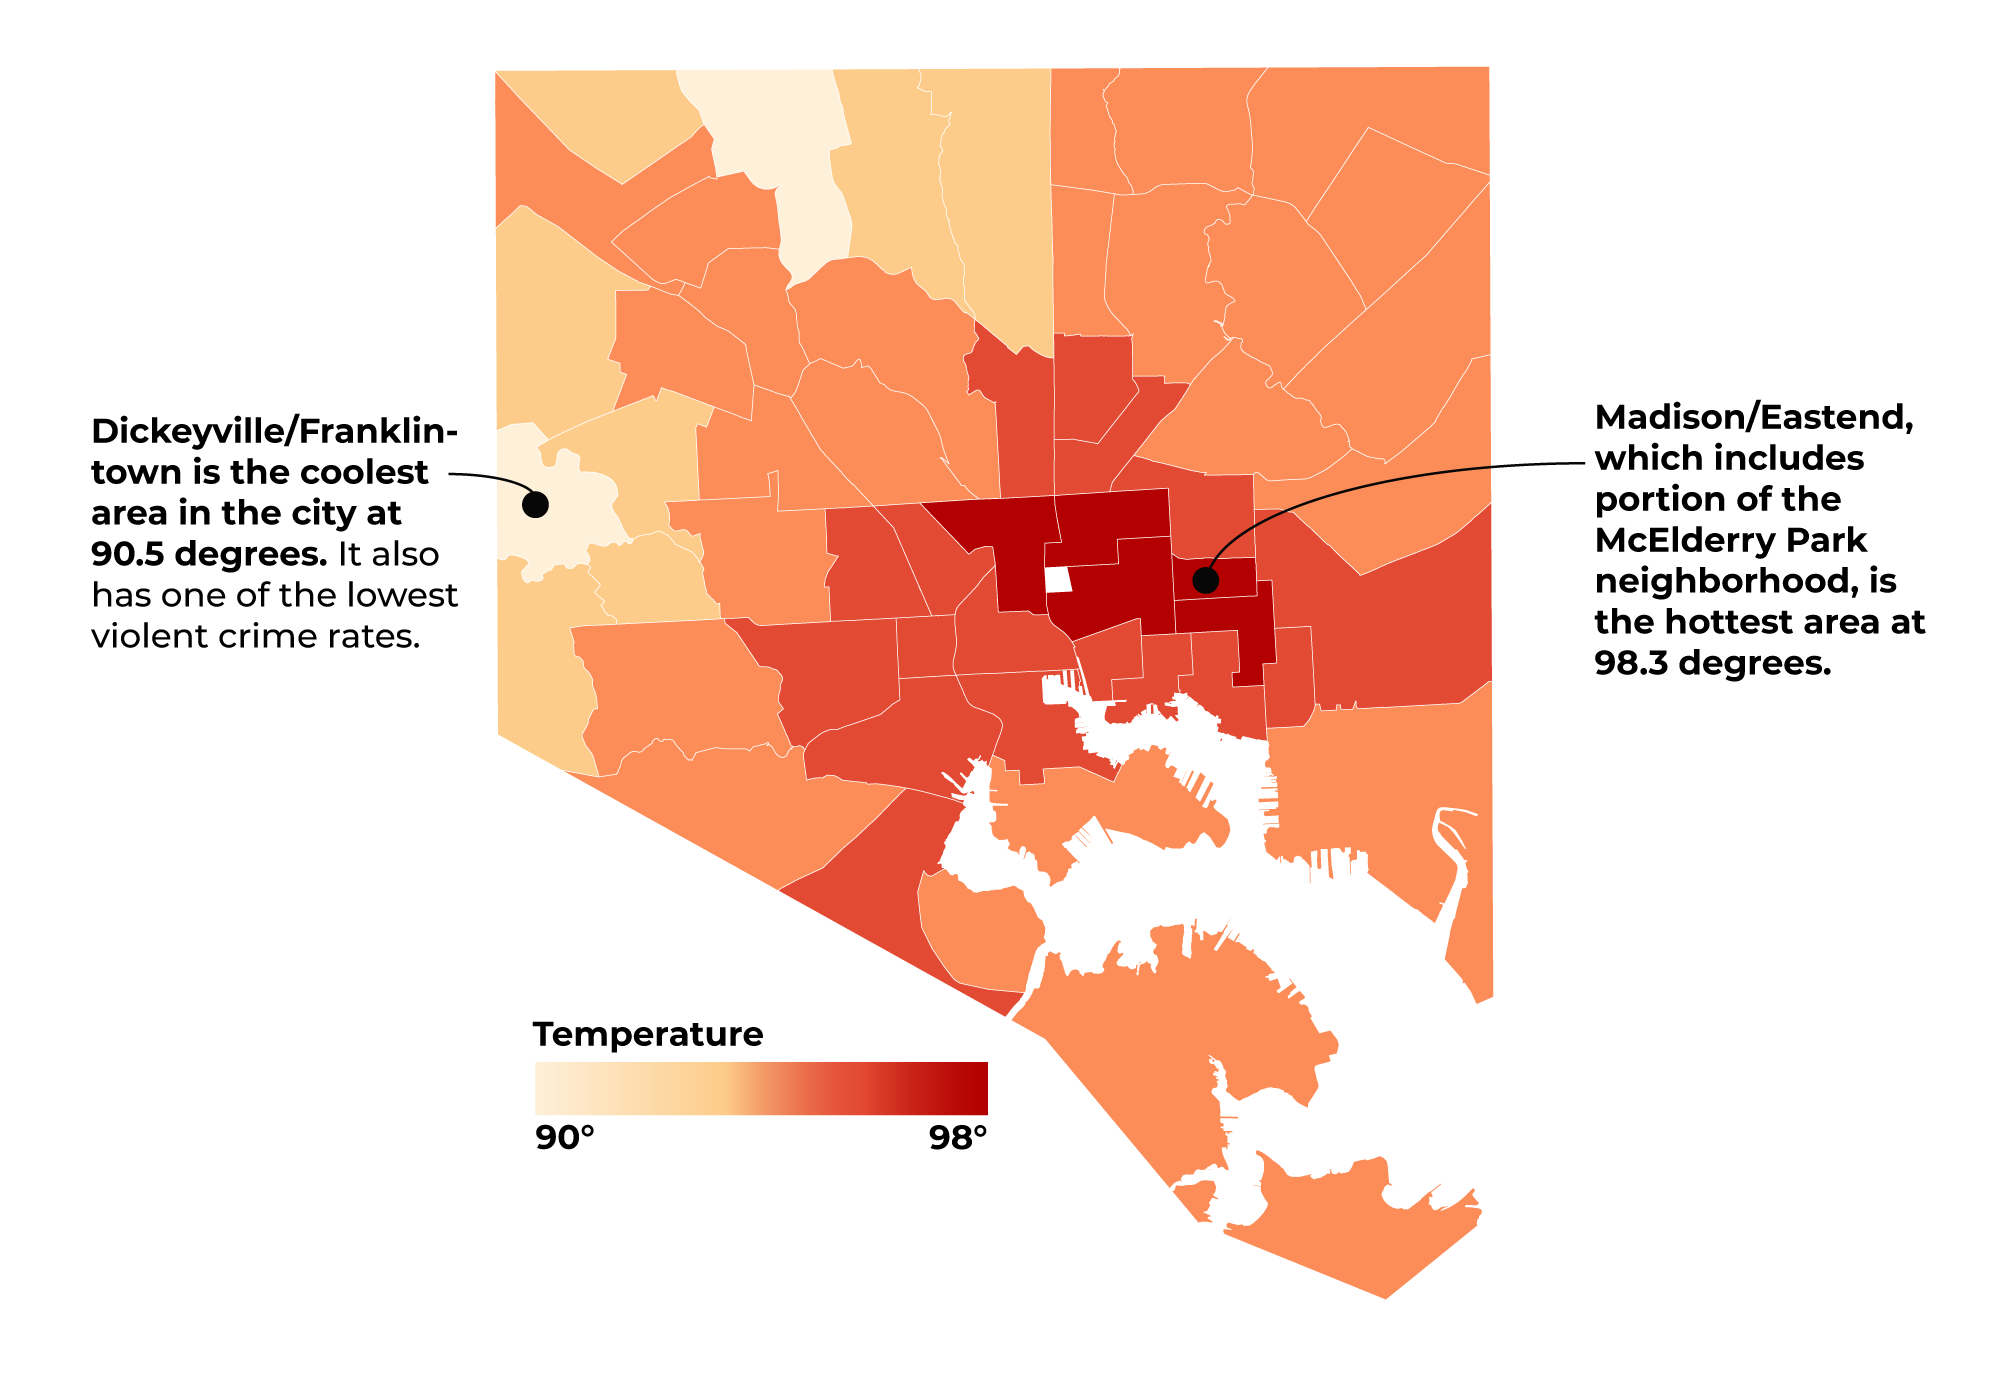 Dickeyville/Franklin-
town is the coolest
area in the city at
90.5 degrees. It also
has one of the lowest
violent crime rates.
Madison/Eastend,
which includes
portion of the
McElderry Park
neighborhood, is
the hottest area at
98.3 degrees.
Temperature
90°
98°